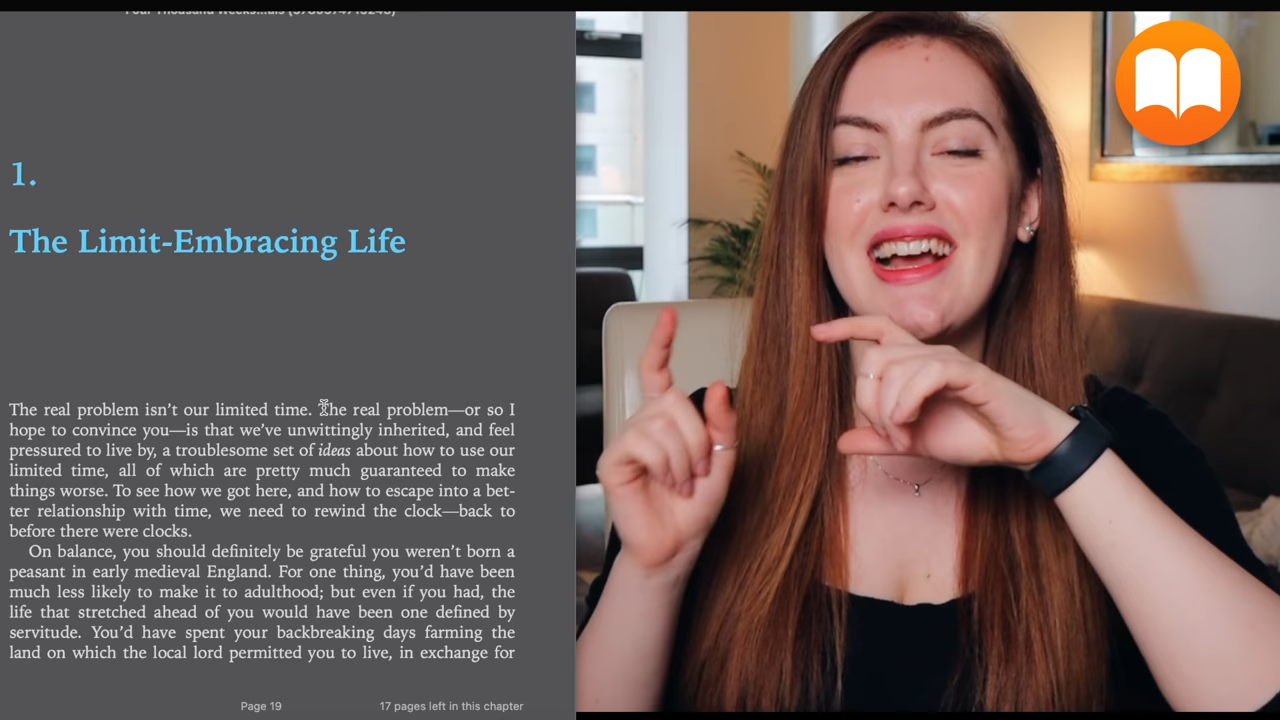 1.
The Limit-Embracing Life
The real problem isn’t our limited time. The real problem—or so I
hope to convince you—is that we’ve unwittingly inherited, and feel
pressured to live by, a troublesome set of ideas about how to use our
limited time, all of which are pretty much guaranteed to make
things worse. To see how we got here, and how to escape into a bet-
ter relationship with time, we need to rewind the clock—back to
before there were clocks.
On balance, you should definitely be grateful you weren’t born a
peasant in early medieval England. For one thing, you’d have been
much less likely to make it to adulthood; but even if you had, the
life that stretched ahead of you would have been one defined by
servitude. You’d have spent your backbreaking days farming the
land on which the local lord permitted you to live, in exchange for
Page 19 17 pages left in this chapter